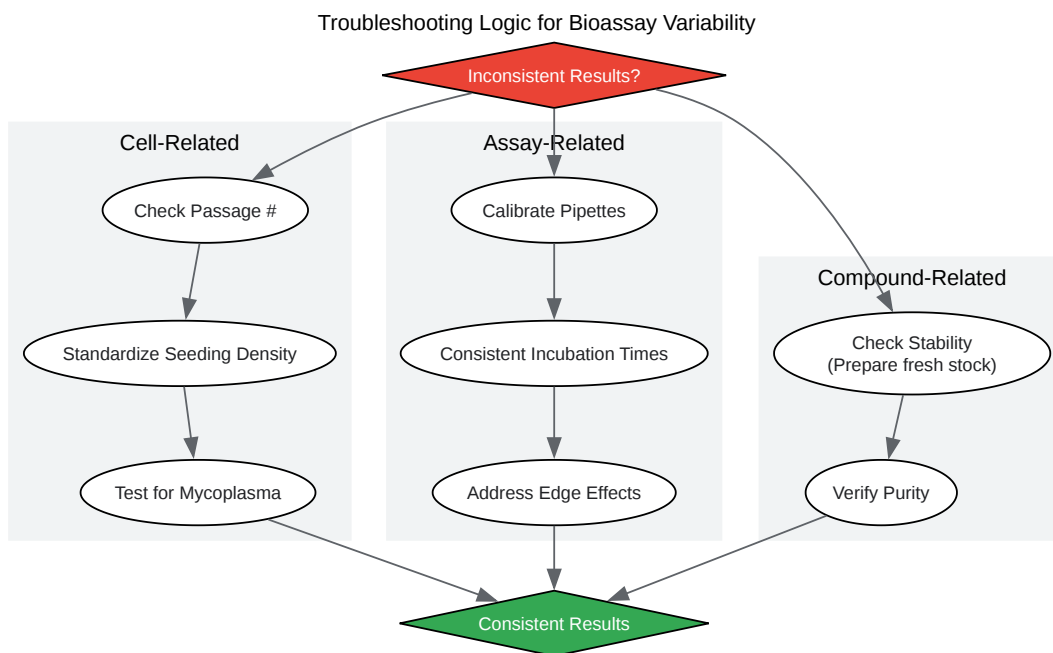 Troubleshooting Logic for Bioassay Variability
Inconsistent Results?
Cell-Related
Assay-Related
Check Passage #
Calibrate Pipettes
Compound-Related
Standardize Seeding Density
Consistent Incubation Times
Check Stability
(Prepare fresh stock)
Test for Mycoplasma
Address Edge Effects
Verify Purity
Consistent Results